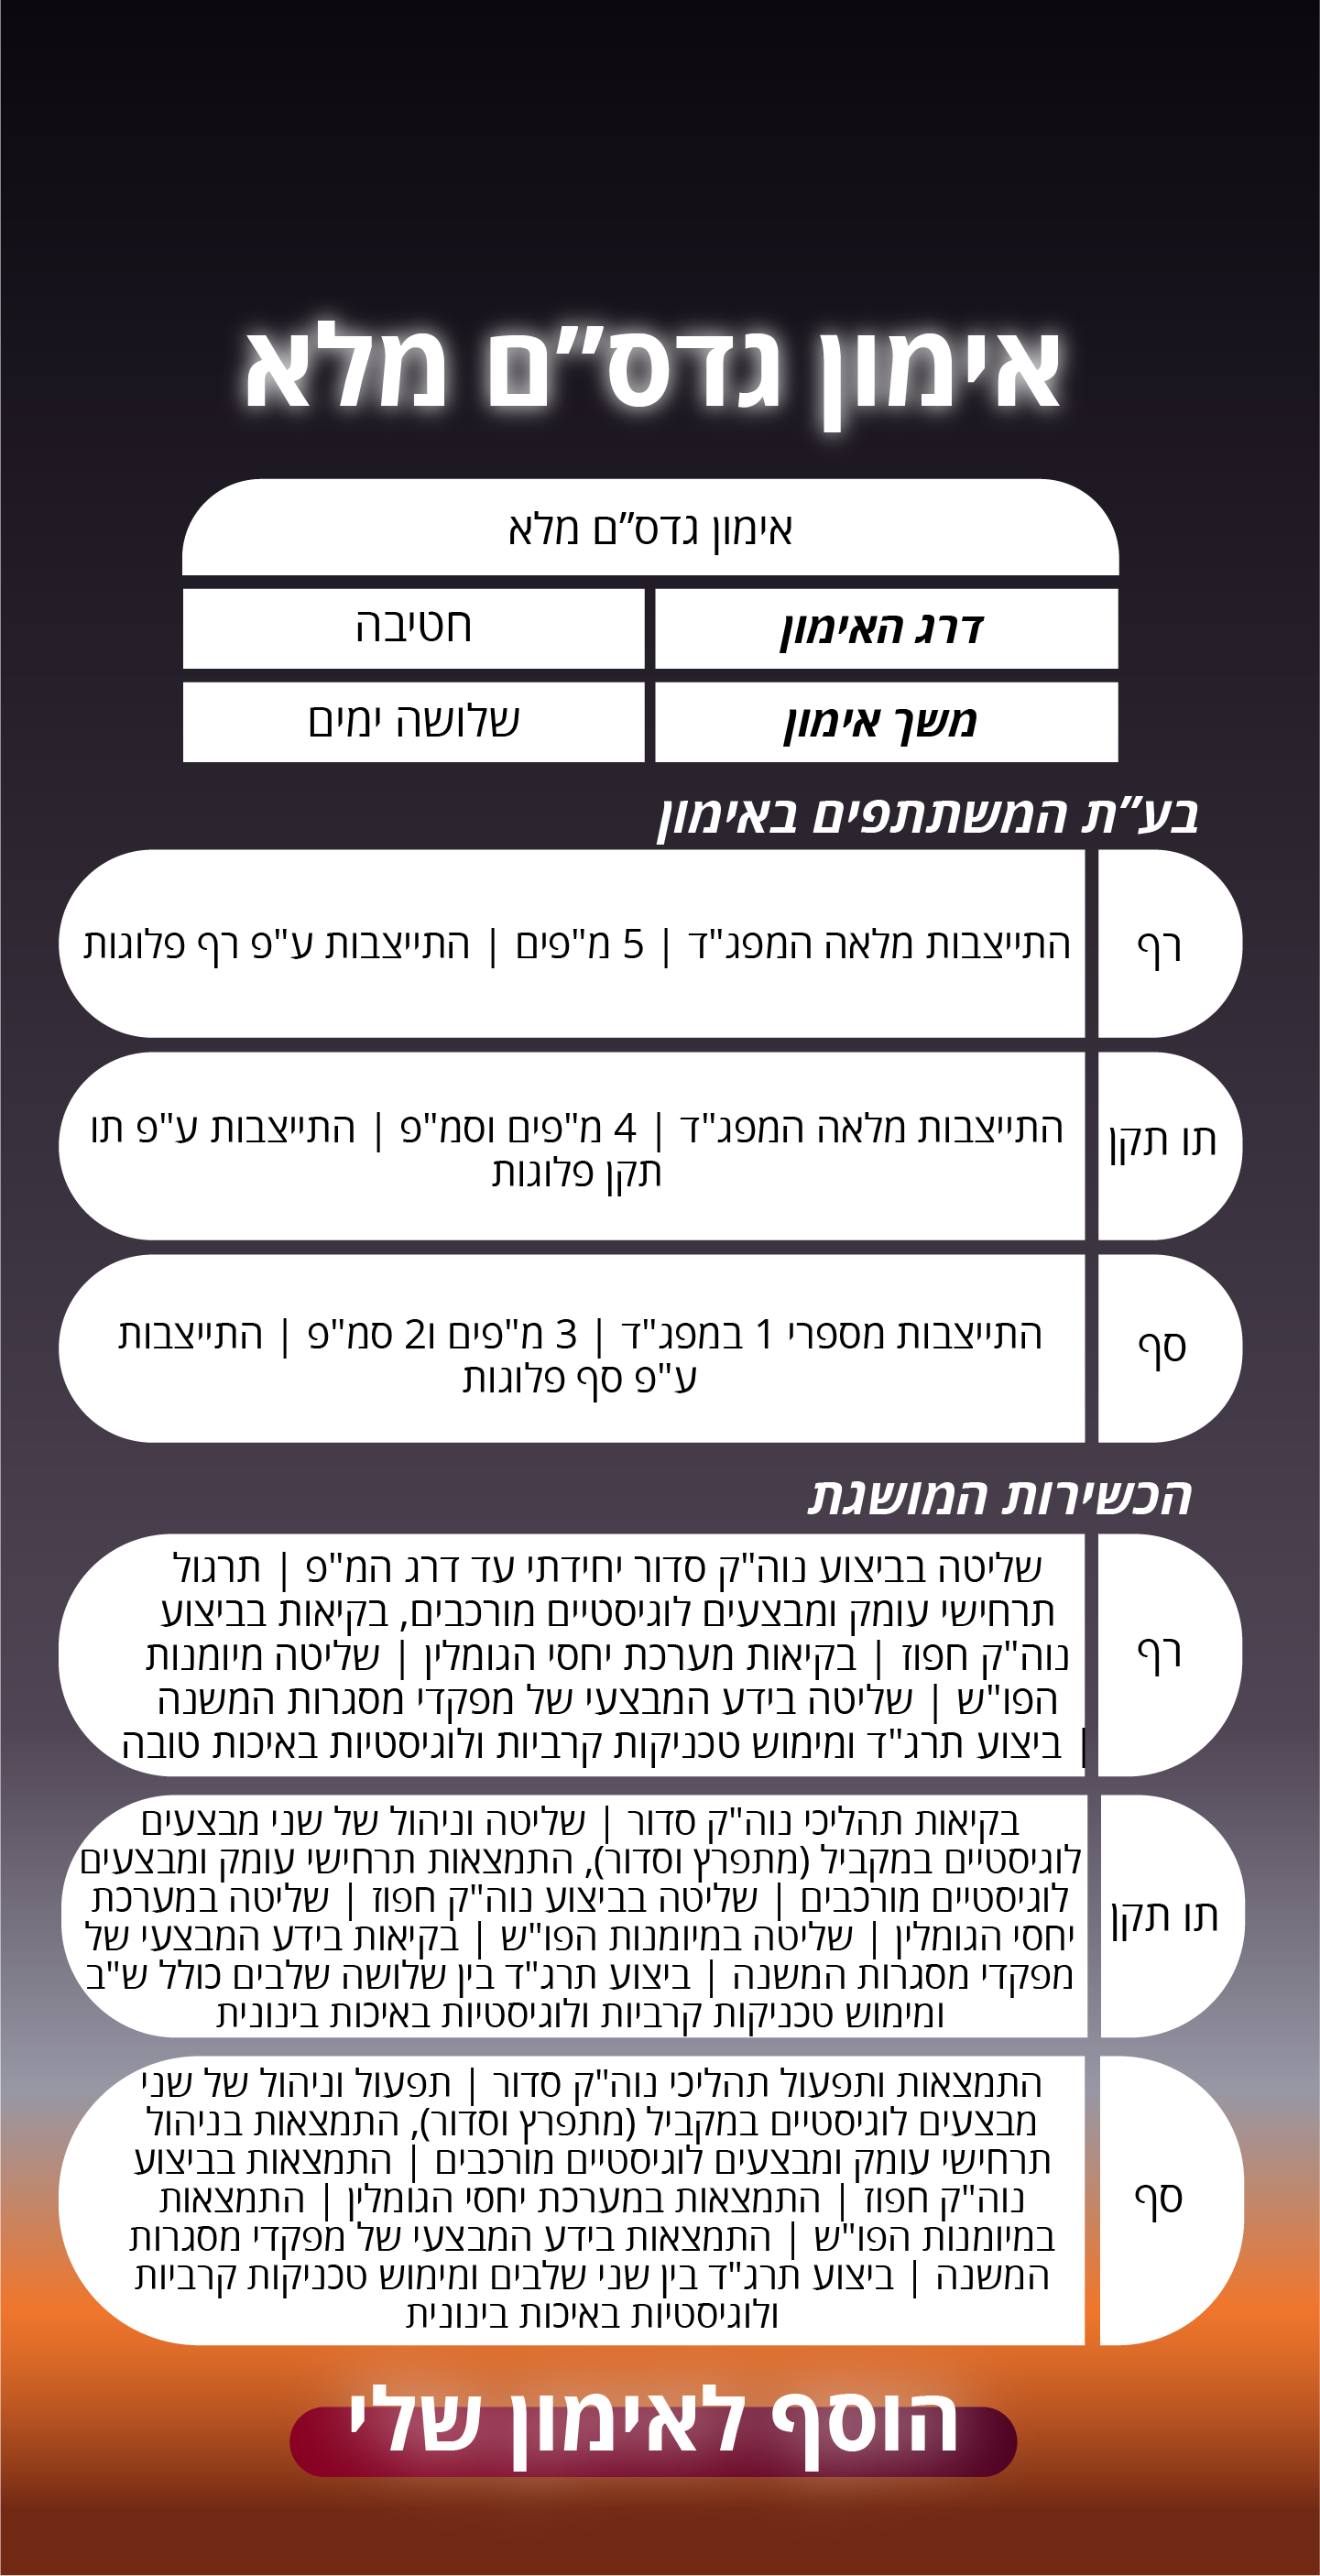 אימון גדס”ם מלא
אימון גדס”ם מלא
דרג האימון
חטיבה
משך אימון
שלושה ימים
בע”ת המשתתפים באימון
רף
התייצבות מלאה המפג"ד | 5 מ"פים | התייצבות ע"פ רף פלוגות
תו תקן
התייצבות מלאה המפג"ד | 4 מ"פים וסמ"פ | התייצבות ע"פ תו
תקן פלוגות
סף
התייצבות מספרי 1 במפג"ד | 3 מ"פים ו2 סמ"פ | התייצבות
ע"פ סף פלוגות
הכשירות המושגת
רף
שליטה בביצוע נוה"ק סדור יחידתי עד דרג המ"פ | תרגול
תרחישי עומק ומבצעים לוגיסטיים מורכבים, בקיאות בביצוע
נוה"ק חפוז | בקיאות מערכת יחסי הגומלין | שליטה מיומנות
הפו"ש | שליטה בידע המבצעי של מפקדי מסגרות המשנה
| ביצוע תרג"ד ומימוש טכניקות קרביות ולוגיסטיות באיכות טובה
תו תקן
בקיאות תהליכי נוה"ק סדור | שליטה וניהול של שני מבצעים
לוגיסטיים במקביל (מתפרץ וסדור), התמצאות תרחישי עומק ומבצעים
לוגיסטיים מורכבים | שליטה בביצוע נוה"ק חפוז | שליטה במערכת
יחסי הגומלין | שליטה במיומנות הפו"ש | בקיאות בידע המבצעי של
מפקדי מסגרות המשנה | ביצוע תרג"ד בין שלושה שלבים כולל ש"ב
ומימוש טכניקות קרביות ולוגיסטיות באיכות בינונית
סף
התמצאות ותפעול תהליכי נוה"ק סדור | תפעול וניהול של שני
מבצעים לוגיסטיים במקביל (מתפרץ וסדור), התמצאות בניהול
תרחישי עומק ומבצעים לוגיסטיים מורכבים | התמצאות בביצוע
נוה"ק חפוז | התמצאות במערכת יחסי הגומלין | התמצאות
במיומנות הפו"ש | התמצאות בידע המבצעי של מפקדי מסגרות
המשנה | ביצוע תרג"ד בין שני שלבים ומימוש טכניקות קרביות
ולוגיסטיות באיכות בינונית
הוסף לאימון שלי